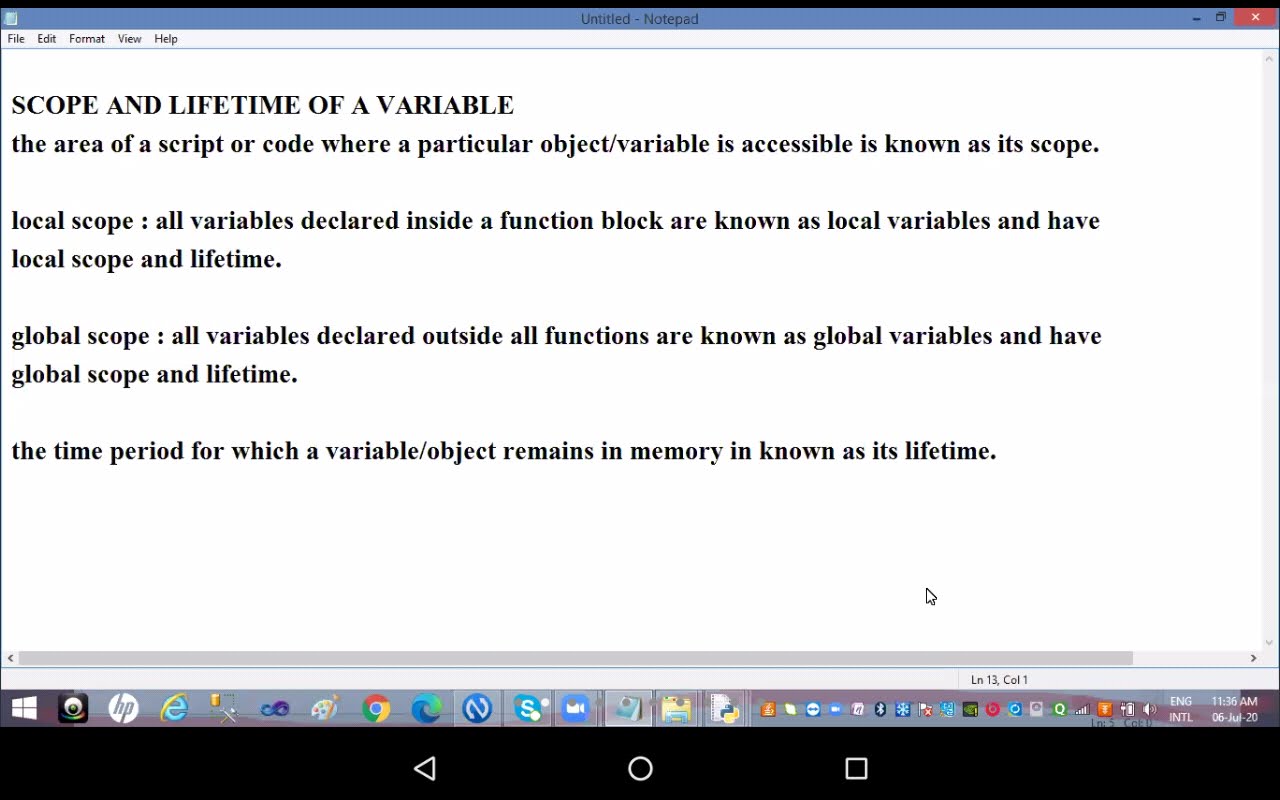 Untitled - Notepad
File Edit Format View Help
SCOPE AND LIFETIME OF A VARIABLE
the area of a script or code where a particular object/variable is accessible is known as its scope.
local scope : all variables declared inside a function block are known as local variables and have
local scope and lifetime.
global scope : all variables declared outside all functions are known as global variables and have
global scope and lifetime.
the time period for which a variable/object remains in memory in known as its lifetime.
Ln 13, Col 1
ENG 11:36 AM
INTL 06-Jul-20